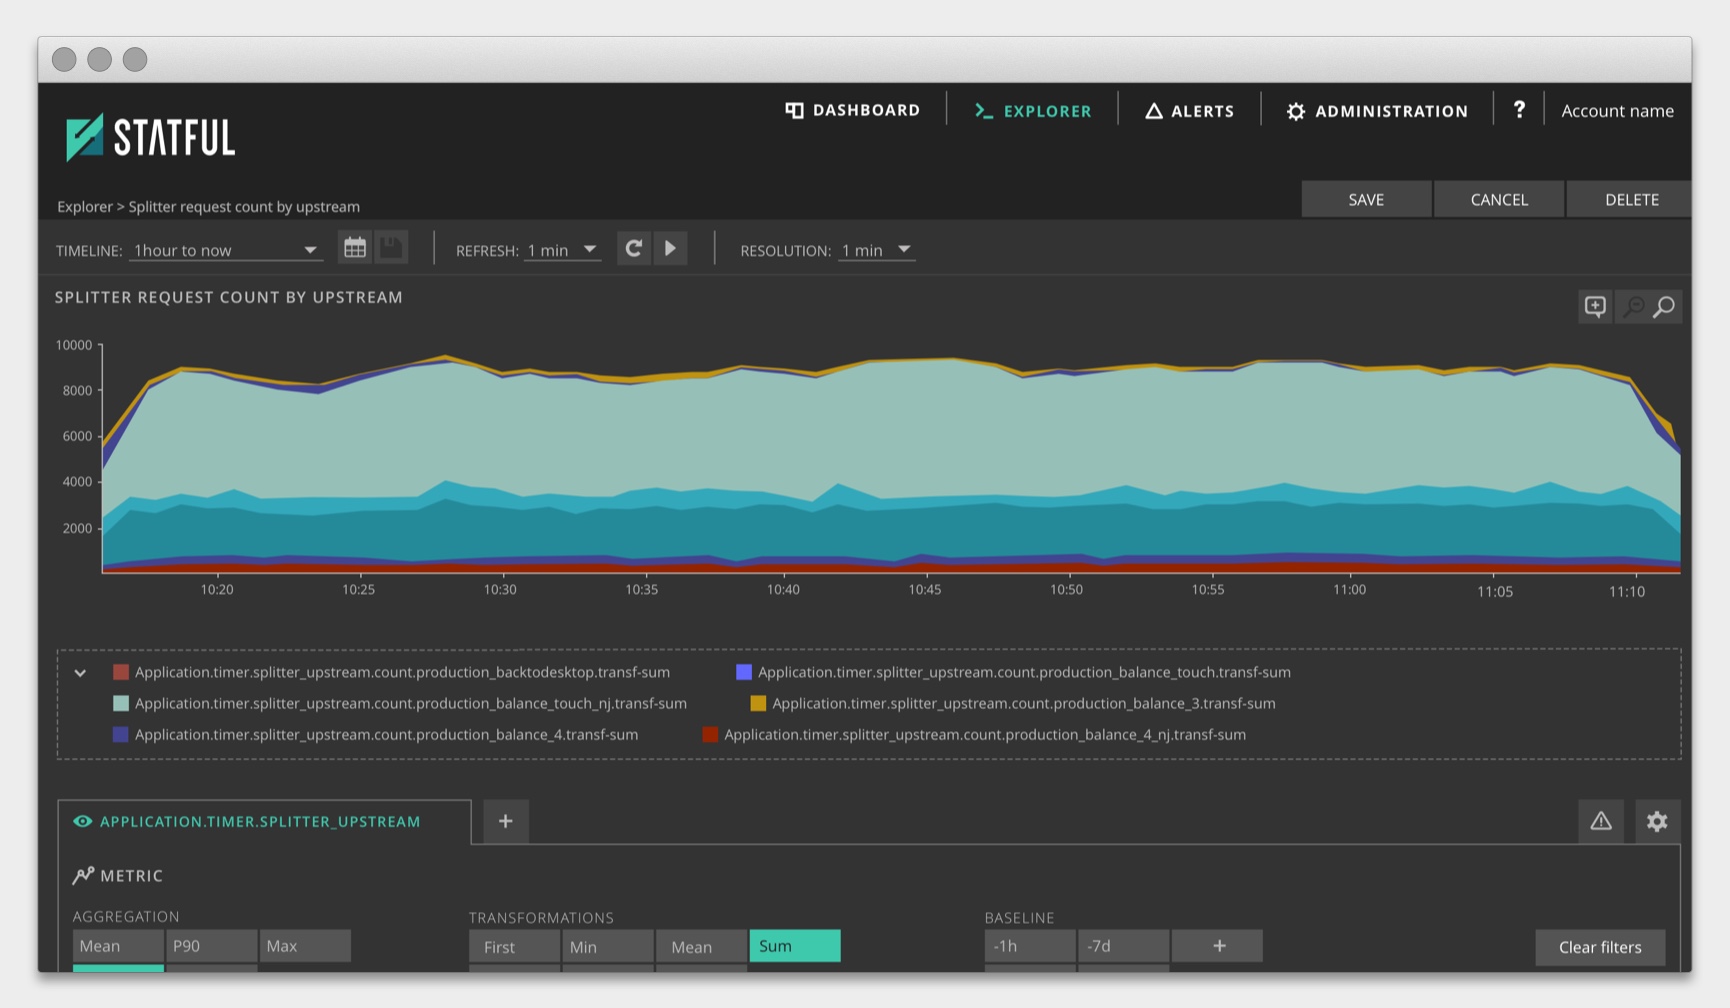 DASHBOARD EXPLORER ALERTS ADMINISTRATION ? Account name
STATFUL
SAVE CANCEL DELETE
Explorer > Splitter request count by upstream
TIMELINE: 1hour to now REFRESH: 1 min RESOLUTION: 1 min
SPLITTER REQUEST COUNT BY UPSTREAM
10000
8000
6000
4000
2000
10:20 10:25 10:30 10:35 10:40 10:45 10:50 10:55 11:00 11:05 11:10
Application.timer.splitter_upstream.count.production_backtodesktop.transf-sum Application.timer.splitter_upstream.count.production_balance_touch.transf-sum
Application.timer.splitter_upstream.count.production_balance_touch_nj.transf-sum Application.timer.splitter_upstream.count.production_balance_3.transf-sum
Application.timer.splitter_upstream.count.production_balance_4.transf-sum Application.timer.splitter_upstream.count.production_balance_4_nj.transf-sum
APPLICATION.TIMER.SPLITTER_UPSTREAM +
METRIC
AGGREGATION TRANSFORMATIONS BASELINE
Mean P90 Max First Min Mean Sum -1h -7d + Clear filters